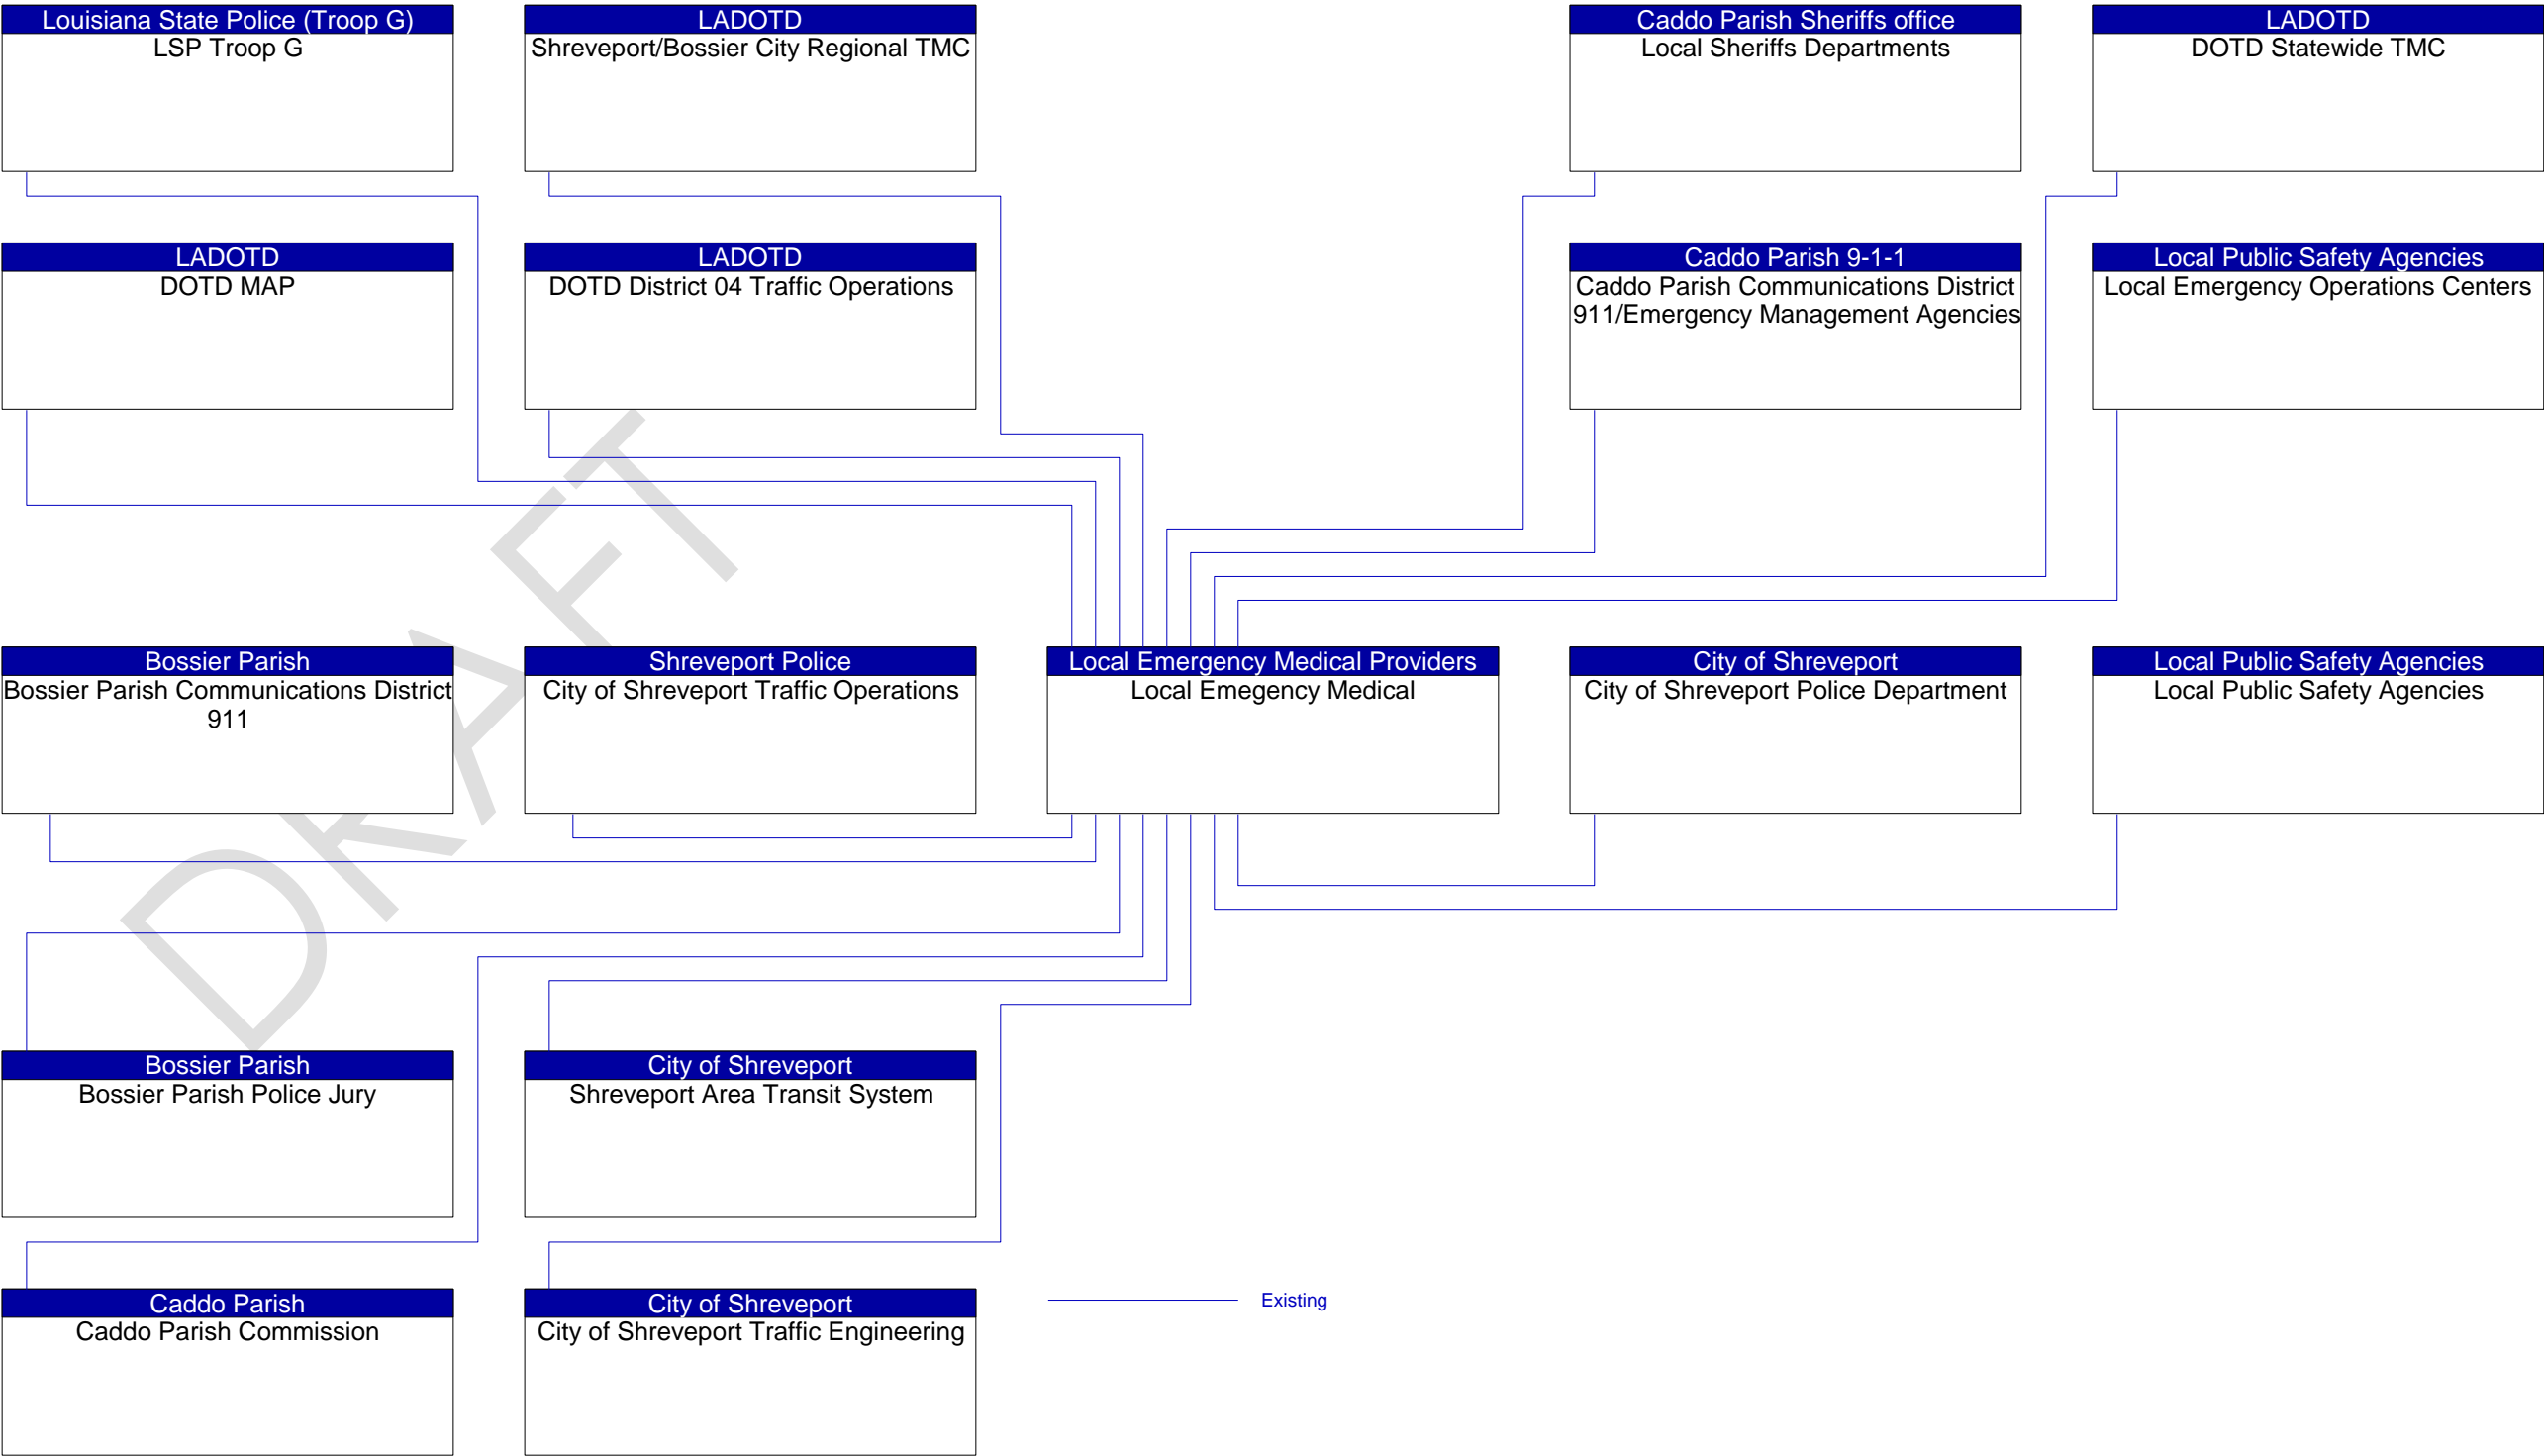 Louisiana State Police (Troop G)
LSP Troop G
LADOTD
Shreveport/Bossier City Regional TMC
Caddo Parish Sheriffs office
Local Sheriffs Departments
LADOTD
DOTD Statewide TMC
LADOTD
DOTD MAP
LADOTD
DOTD District 04 Traffic Operations
Caddo Parish 9-1-1
Caddo Parish Communications District
911/Emergency Management Agencies
Local Public Safety Agencies
Local Emergency Operations Centers
DRAFT
Bossier Parish
Bossier Parish Communications District
911
Shreveport Police
City of Shreveport Traffic Operations
Local Emergency Medical Providers
Local Emegency Medical
City of Shreveport
City of Shreveport Police Department
Local Public Safety Agencies
Local Public Safety Agencies
Bossier Parish
Bossier Parish Police Jury
City of Shreveport
Shreveport Area Transit System
Caddo Parish
Caddo Parish Commission
City of Shreveport
City of Shreveport Traffic Engineering
Existing